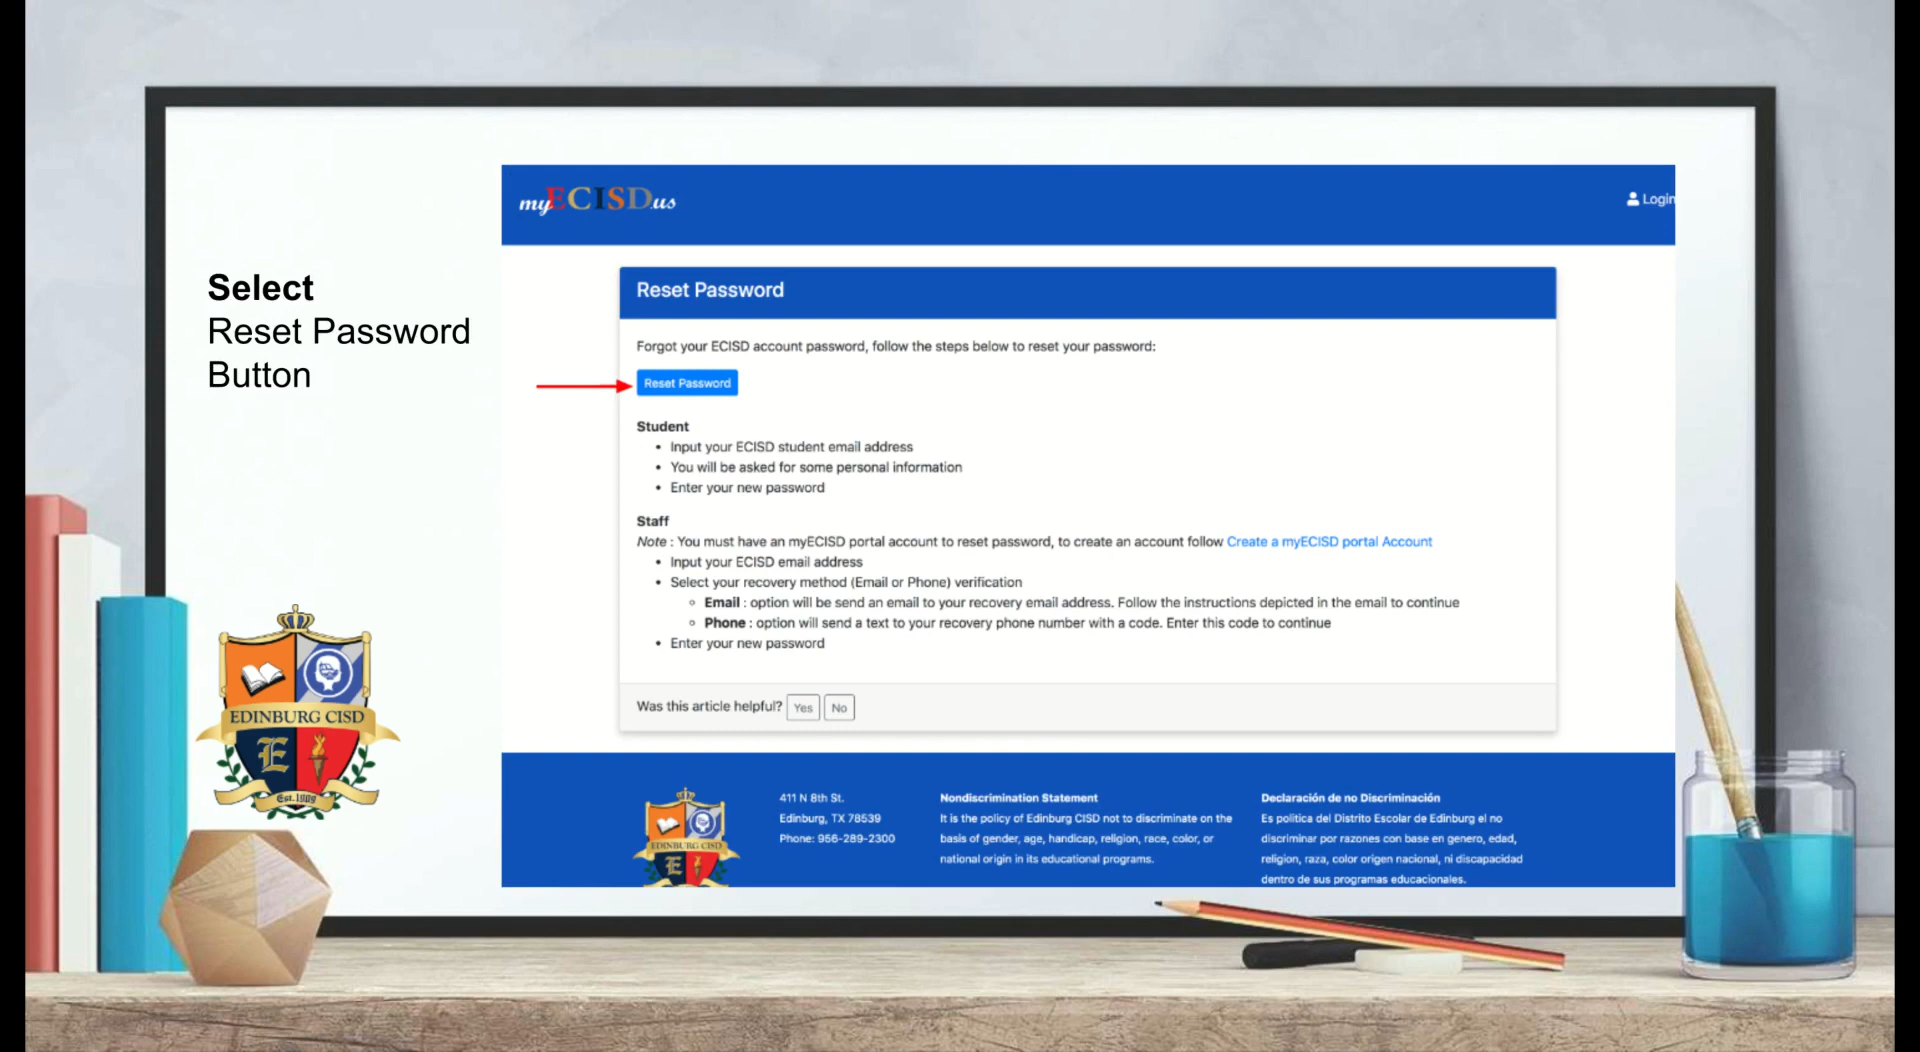 Select
Reset Password
Button
EDINBURG CISD
E
Est. 1909
myECISD.us
Login
Reset Password
Forgot your ECISD account password, follow the steps below to reset your password:
Reset Password
Student
• Input your ECISD student email address
• You will be asked for some personal information
• Enter your new password
Staff
Note : You must have an myECISD portal account to reset password, to create an account follow Create a myECISD portal Account
• Input your ECISD email address
• Select your recovery method (Email or Phone) verification
◦ Email : option will be send an email to your recovery email address. Follow the instructions depicted in the email to continue
◦ Phone : option will send a text to your recovery phone number with a code. Enter this code to continue
• Enter your new password
Was this article helpful? Yes No
EDINBURG CISD
E
411 N 8th St.
Edinburg, TX 78539
Phone: 956-289-2300
Nondiscrimination Statement
It is the policy of Edinburg CISD not to discriminate on the
basis of gender, age, handicap, religion, race, color, or
national origin in its educational programs.
Declaración de no Discriminación
Es politica del Distrito Escolar de Edinburg el no
discriminar por razones con base en genero, edad,
religion, raza, color origen nacional, ni discapacidad
dentro de sus programas educacionales.